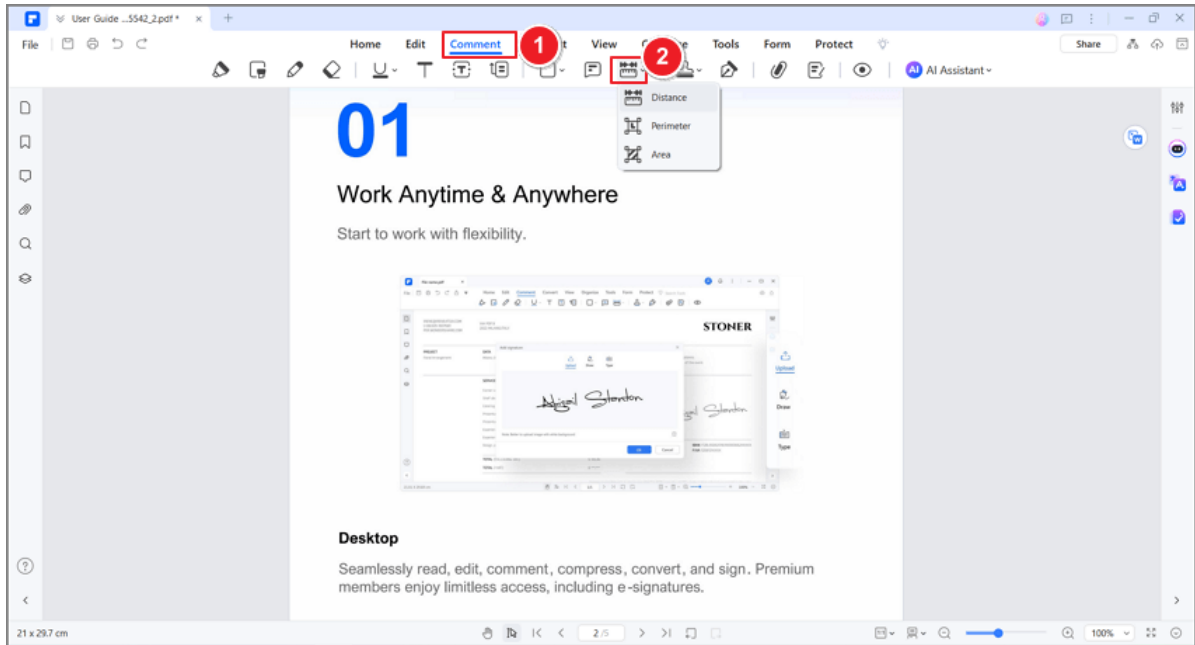 User Guide ...5542_2.pdf *
File
Home Edit Comment View Tools Form Protect
Share
1
2
AI Assistant
Distance
Perimeter
Area
01
Work Anytime & Anywhere
Start to work with flexibility.
STONER
Upload
Draw
Type
Abigail Stanton
Desktop
Seamlessly read, edit, comment, compress, convert, and sign. Premium
members enjoy limitless access, including e-signatures.
21 x 29.7 cm
2 /5
100%